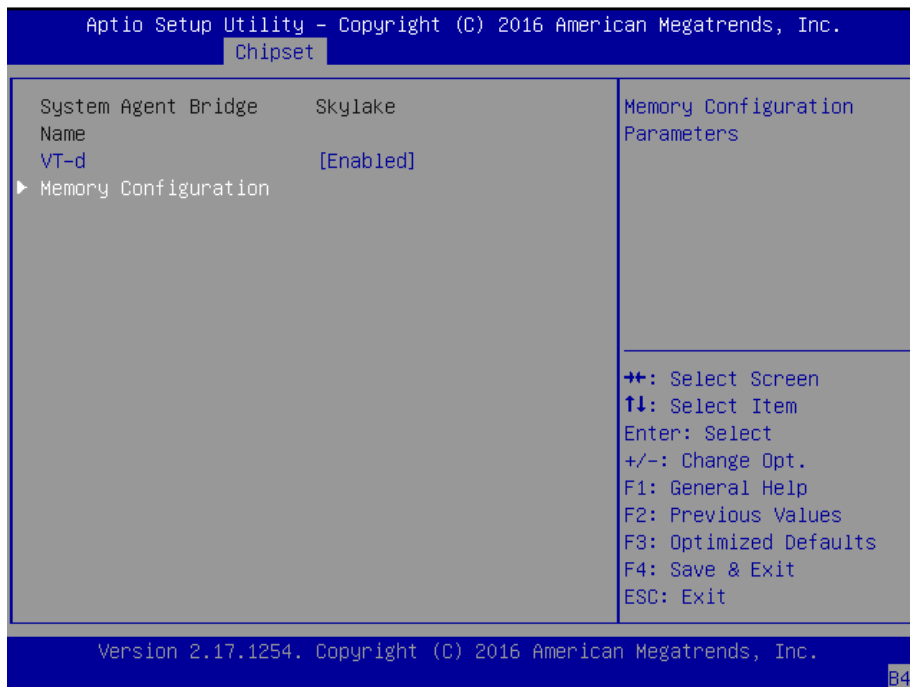 Aptio Setup Utility – Copyright (C) 2016 American Megatrends, Inc.
Chipset
System Agent Bridge Name Skylake
VT-d [Enabled]
▶ Memory Configuration
Memory Configuration
Parameters
→←: Select Screen
↑↓: Select Item
Enter: Select
+/-: Change Opt.
F1: General Help
F2: Previous Values
F3: Optimized Defaults
F4: Save & Exit
ESC: Exit
Version 2.17.1254. Copyright (C) 2016 American Megatrends, Inc.
B4